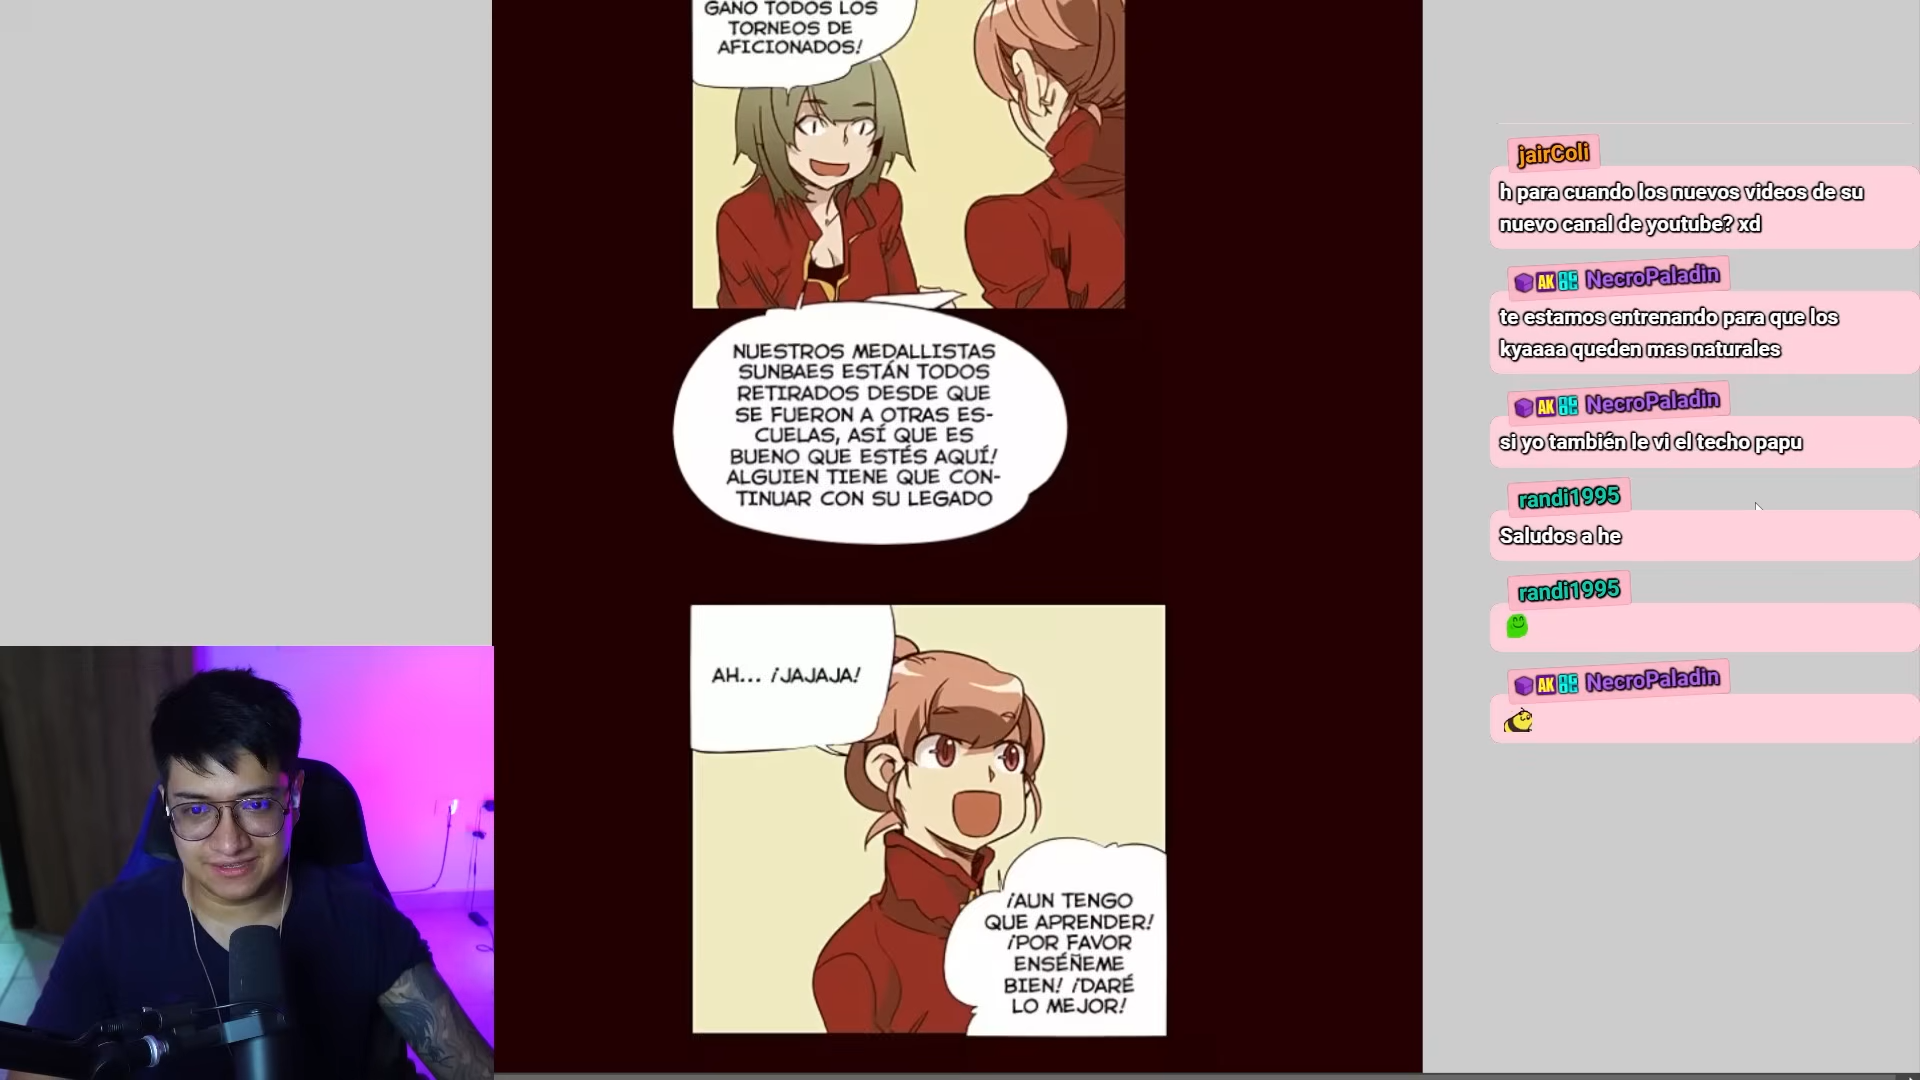 GANO TODOS LOS
TORNEOS DE
AFICIONADOS!
NUESTROS MEDALLISTAS
SUNBAES ESTÁN TODOS
RETIRADOS DESDE QUE
SE FUERON A OTRAS ES-
CUELAS, ASÍ QUE ES
BUENO QUE ESTÉS AQUÍ!
ALGUIEN TIENE QUE CON-
TINUAR CON SU LEGADO
AH... ¡JAJAJA!
¡AUN TENGO
QUE APRENDER!
¡POR FAVOR
ENSÉÑEME
BIEN! ¡DARÉ
LO MEJOR!
jairColi
h para cuando los nuevos videos de su
nuevo canal de youtube? xd
AK NecroPaladin
te estamos entrenando para que los
kyaaaa queden mas naturales
AK NecroPaladin
si yo también le vi el techo papu
randi1995
Saludos a he
randi1995
AK NecroPaladin